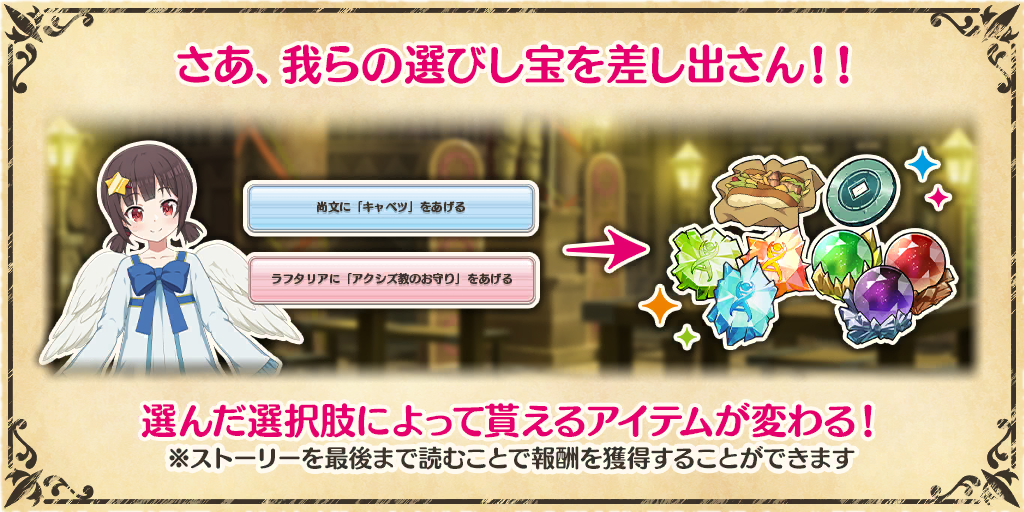 さあ、我らの選びし宝を差し出さん!!
尚文に「キャベツ」をあげる
ラフタリアに「アクシズ教のお守り」をあげる
選んだ選択肢によって貰えるアイテムが変わる!
※ストーリーを最後まで読むことで報酬を獲得することができます